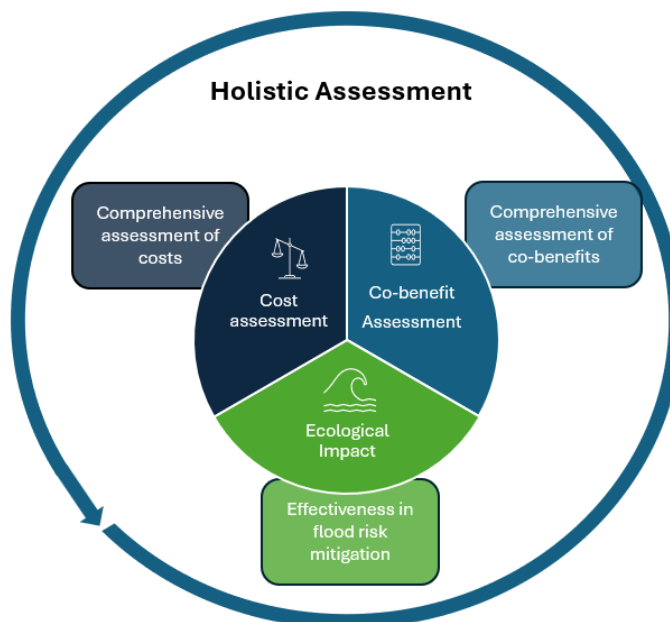 Holistic Assessment
Comprehensive
assessment of
costs
Comprehensive
assessment of
co-benefits
Cost
assessment
Co-benefit
Assessment
Ecological
Impact
Effectiveness in
flood risk
mitigation